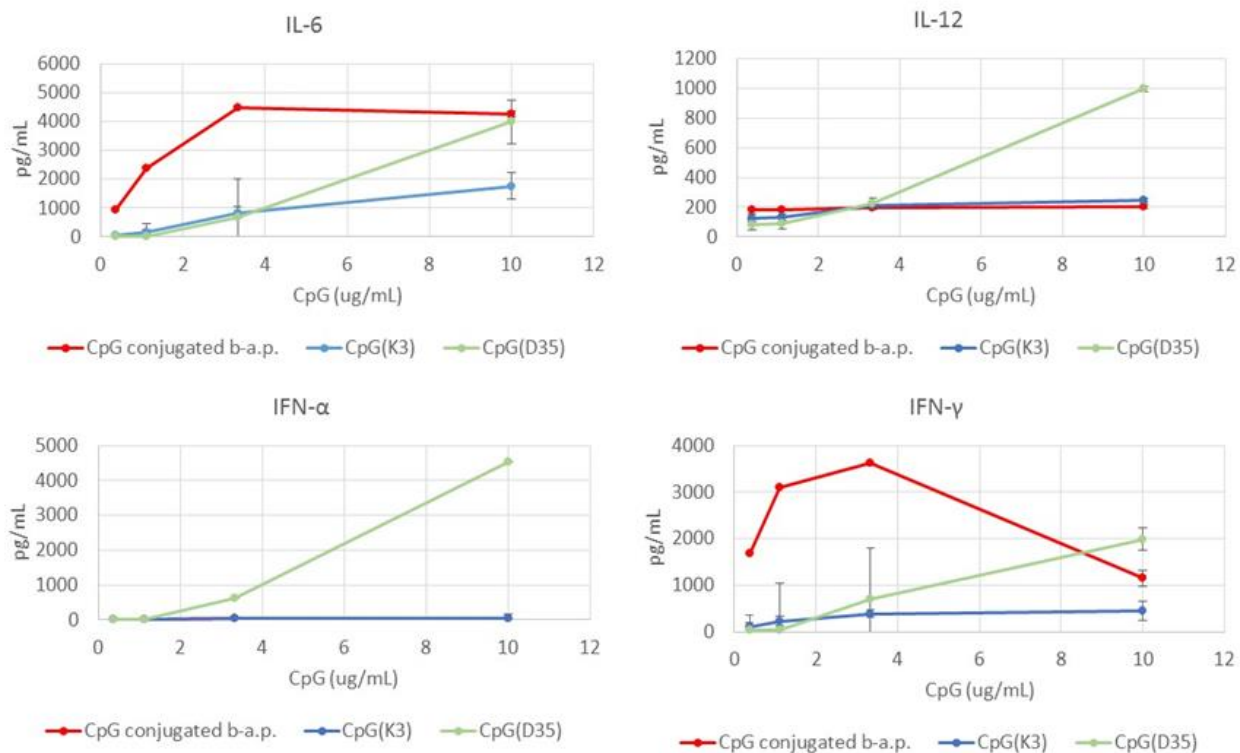 IL-6
6000
5000
4000
3000
2000
1000
0
pg/mL
0 2 4 6 8 10 12
CpG (ug/mL)
CpG conjugated b-a.p. CpG(K3) CpG(D35)
IL-12
1200
1000
800
600
400
200
0
pg/mL
0 2 4 6 8 10 12
CpG (ug/mL)
CpG conjugated b-a.p. CpG(K3) CpG(D35)
IFN-α
5000
4000
3000
2000
1000
0
pg/mL
0 2 4 6 8 10 12
CpG (ug/mL)
CpG conjugated b-a.p. CpG(K3) CpG(D35)
IFN-γ
4000
3000
2000
1000
0
pg/mL
0 2 4 6 8 10 12
CpG (ug/mL)
CpG conjugated b-a.p. CpG(K3) CpG(D35)